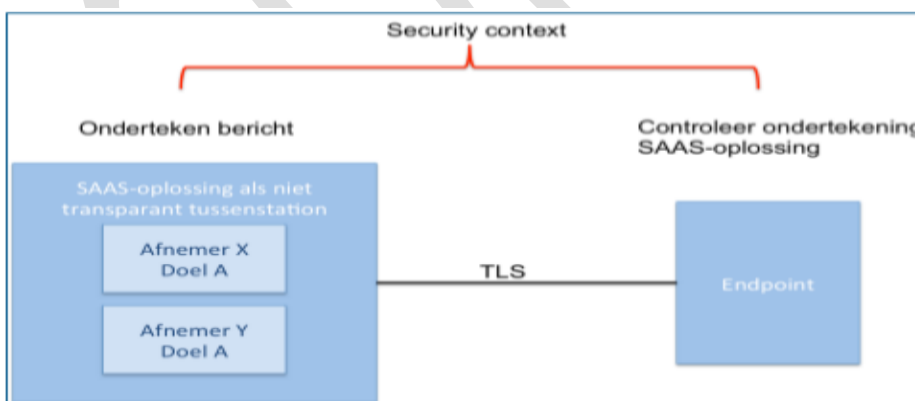 Security context
Onderteken bericht
Controleer ondertekening
SAAS-oplossing
SAAS-oplossing als niet
transparant tussenstation
Afnemer X
Doel A
Afnemer Y
Doel A
TLS
Endpoint